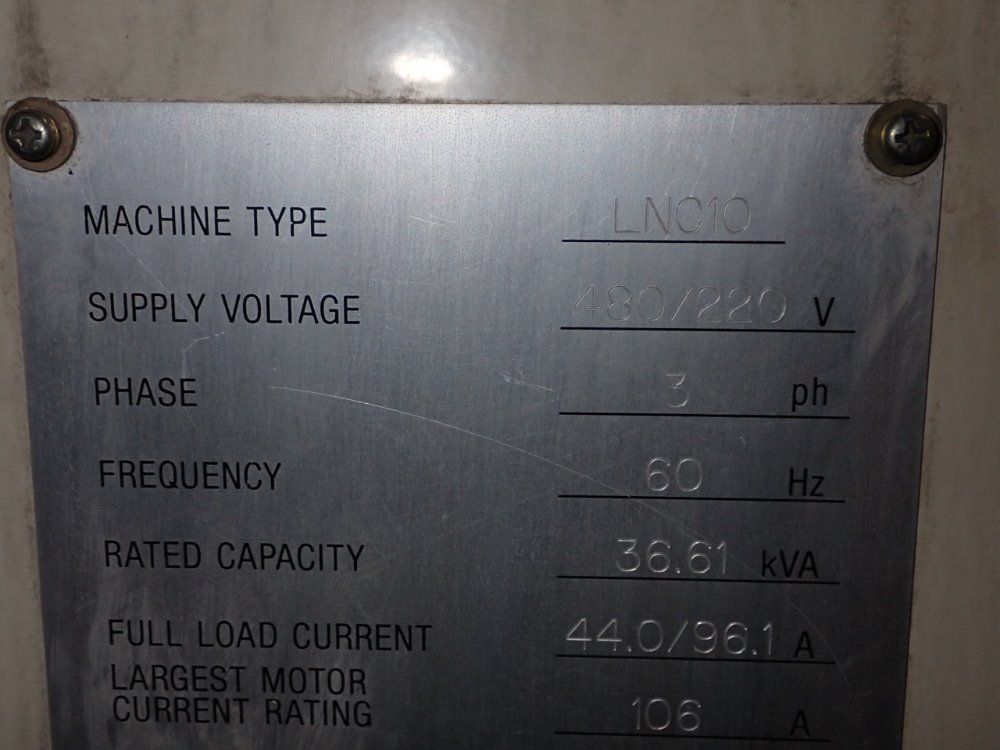 MACHINE TYPE LNC10
SUPPLY VOLTAGE 480/220 V
PHASE 3 ph
FREQUENCY 60 Hz
RATED CAPACITY 36.61 kVA
FULL LOAD CURRENT 44.0/96.1 A
LARGEST MOTOR
CURRENT RATING 106 A